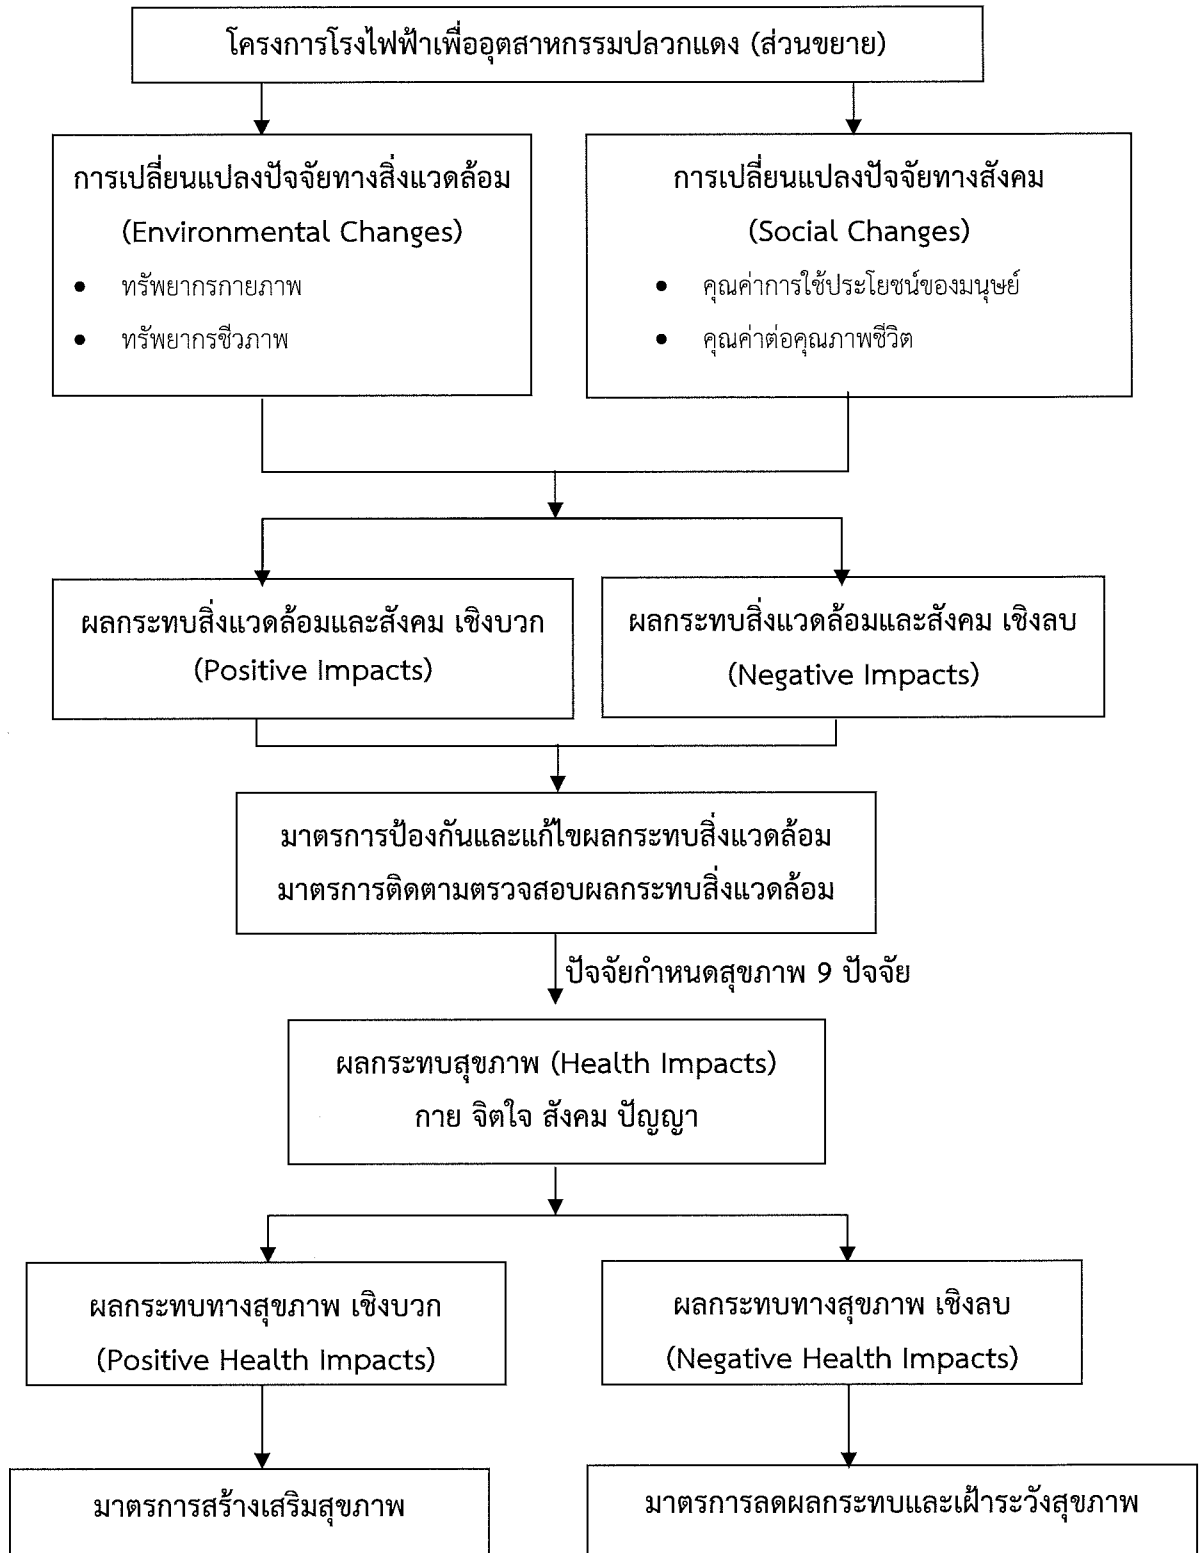 โครงการโรงไฟฟ้าเพื่ออุตสาหกรรมปลวกแดง (ส่วนขยาย)
การเปลี่ยนแปลงปัจจัยทางสิ่งแวดล้อม
(Environmental Changes)
• ทรัพยากรกายภาพ
• ทรัพยากรชีวภาพ
การเปลี่ยนแปลงปัจจัยทางสังคม
(Social Changes)
• คุณค่าการใช้ประโยชน์ของมนุษย์
• คุณค่าต่อคุณภาพชีวิต
ผลกระทบสิ่งแวดล้อมและสังคม เชิงบวก
(Positive Impacts)
ผลกระทบสิ่งแวดล้อมและสังคม เชิงลบ
(Negative Impacts)
มาตรการป้องกันและแก้ไขผลกระทบสิ่งแวดล้อม
มาตรการติดตามตรวจสอบผลกระทบสิ่งแวดล้อม
ปัจจัยกำหนดสุขภาพ 9 ปัจจัย
ผลกระทบสุขภาพ (Health Impacts)
กาย จิตใจ สังคม ปัญญา
ผลกระทบทางสุขภาพ เชิงบวก
(Positive Health Impacts)
ผลกระทบทางสุขภาพ เชิงลบ
(Negative Health Impacts)
มาตรการสร้างเสริมสุขภาพ
มาตรการลดผลกระทบและเฝ้าระวังสุขภาพ